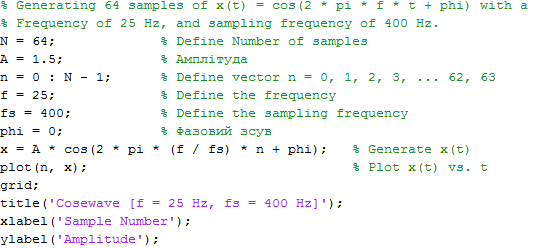 % Generating 64 samples of x(t) = cos(2 * pi * f * t + phi) with a
% Frequency of 25 Hz, and sampling frequency of 400 Hz.
N = 64; % Define Number of samples
A = 1.5; % Амплітуда
n = 0 : N - 1; % Define vector n = 0, 1, 2, 3, ... 62, 63
f = 25; % Define the frequency
fs = 400; % Define the sampling frequency
phi = 0; % Фазовий зсув
x = A * cos(2 * pi * (f / fs) * n + phi); % Generate x(t)
plot(n, x); % Plot x(t) vs. t
grid;
title('Cosewave [f = 25 Hz, fs = 400 Hz]');
xlabel('Sample Number');
ylabel('Amplitude');